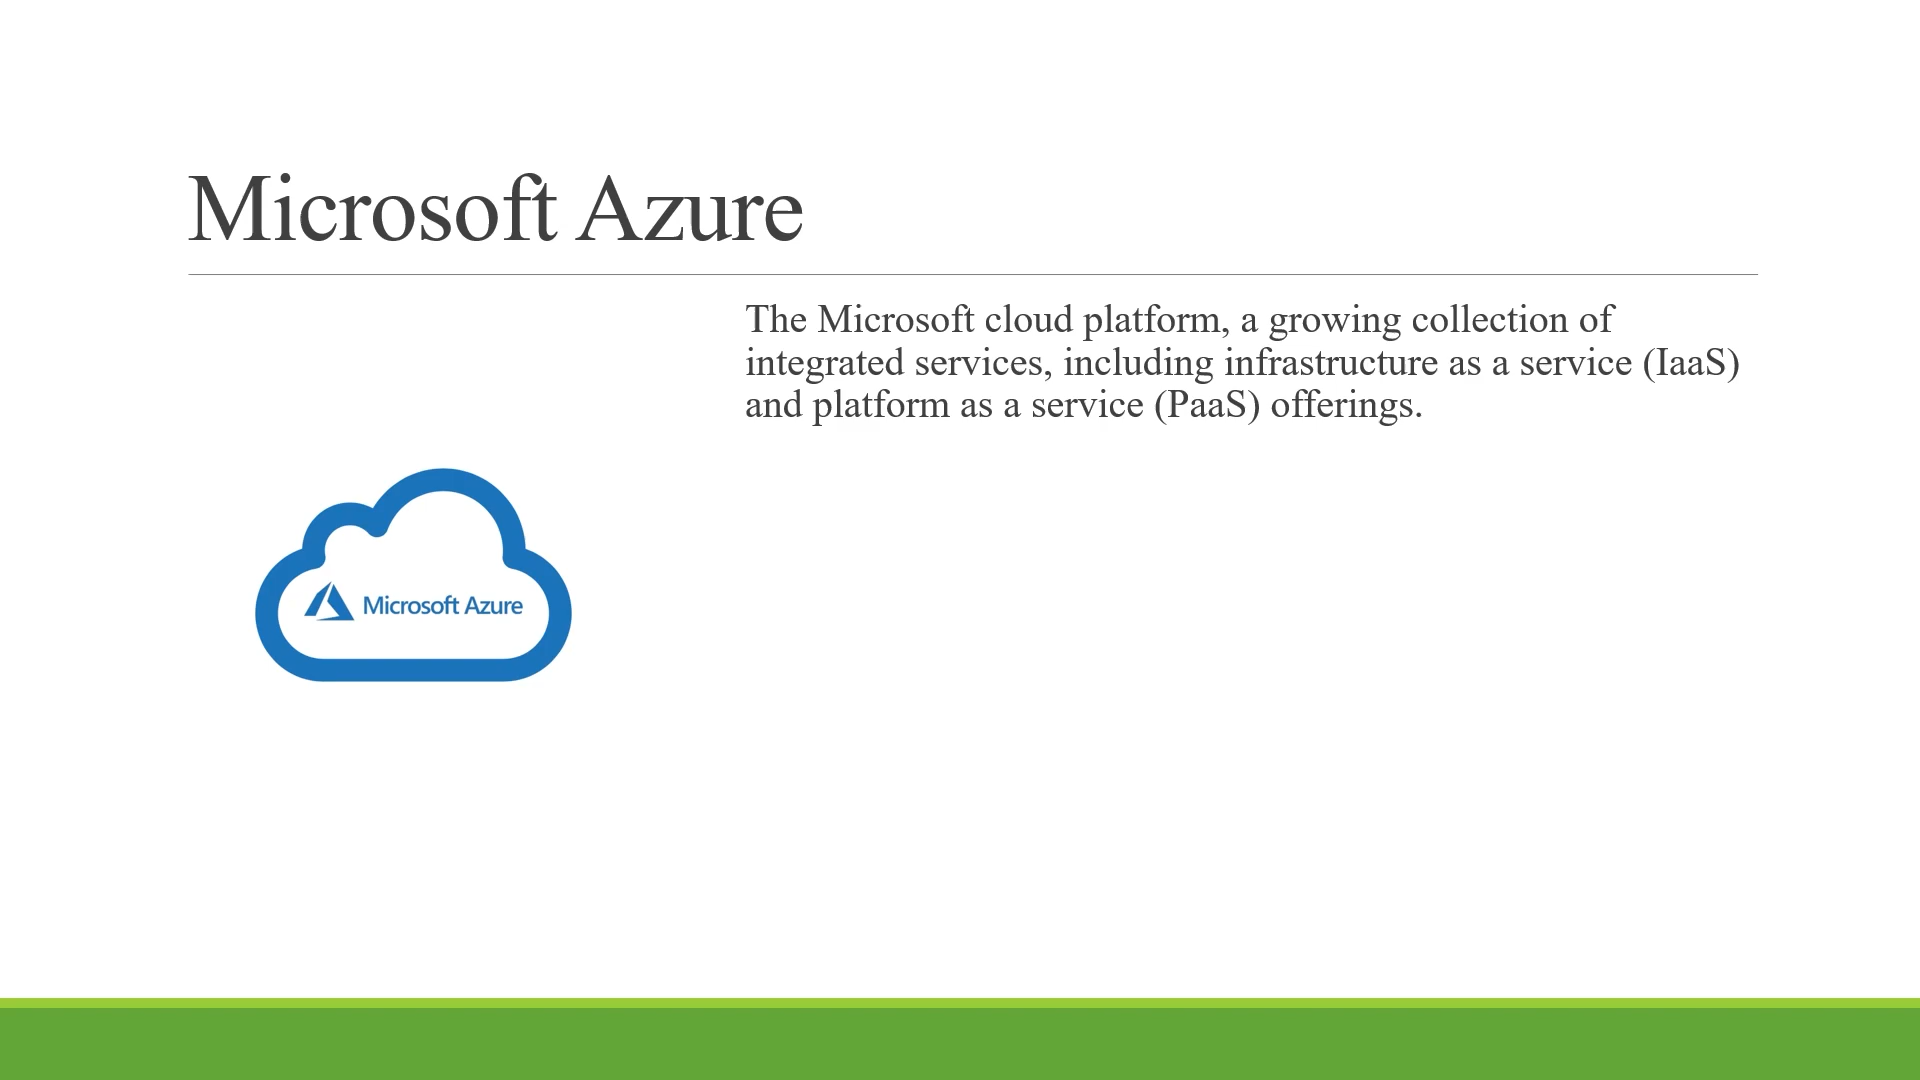 Microsoft Azure
The Microsoft cloud platform, a growing collection of
integrated services, including infrastructure as a service (IaaS)
and platform as a service (PaaS) offerings.
Microsoft Azure